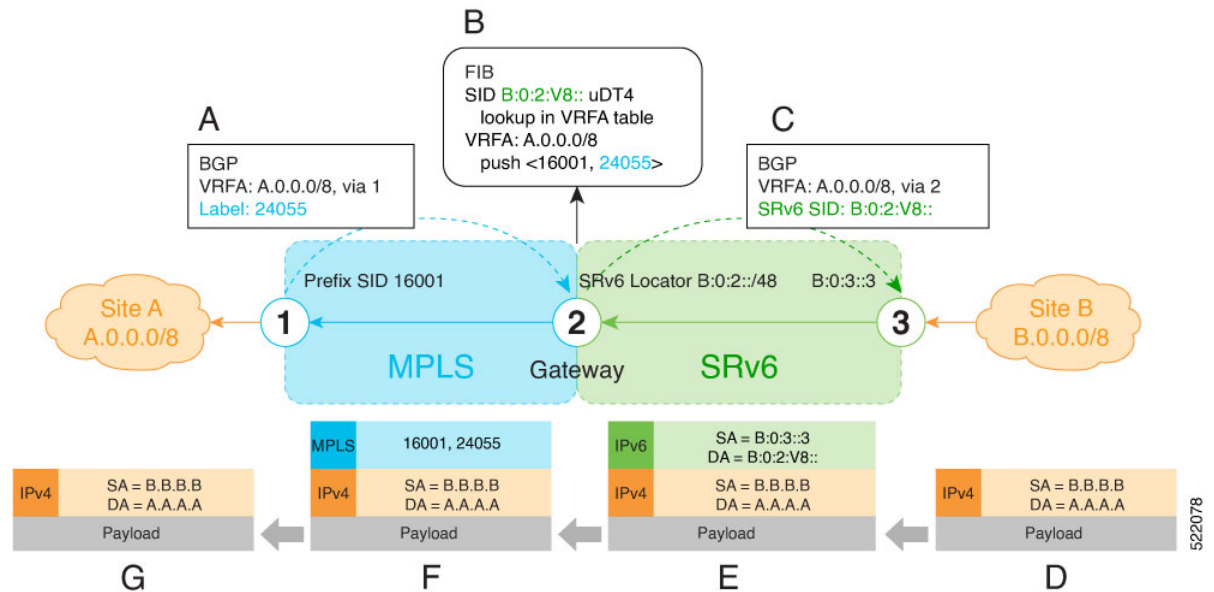 B
FIB
SID B:0:2:V8:: uDT4
lookup in VRFA table
VRFA: A.0.0.0/8
push <16001, 24055>
A
BGP
VRFA: A.0.0.0/8, via 1
Label: 24055
C
BGP
VRFA: A.0.0.0/8, via 2
SRv6 SID: B:0:2:V8::
Prefix SID 16001
SRv6 Locator B:0:2::/48
B:0:3::3
Site A
A.0.0.0/8
1
2
3
Site B
B.0.0.0/8
MPLS
Gateway
SRv6
IPv4
SA = B.B.B.B
DA = A.A.A.A
Payload
G
MPLS
16001, 24055
IPv4
SA = B.B.B.B
DA = A.A.A.A
Payload
F
IPv6
SA = B:0:3::3
DA = B:0:2:V8::
IPv4
SA = B.B.B.B
DA = A.A.A.A
Payload
E
IPv4
SA = B.B.B.B
DA = A.A.A.A
Payload
D
522078